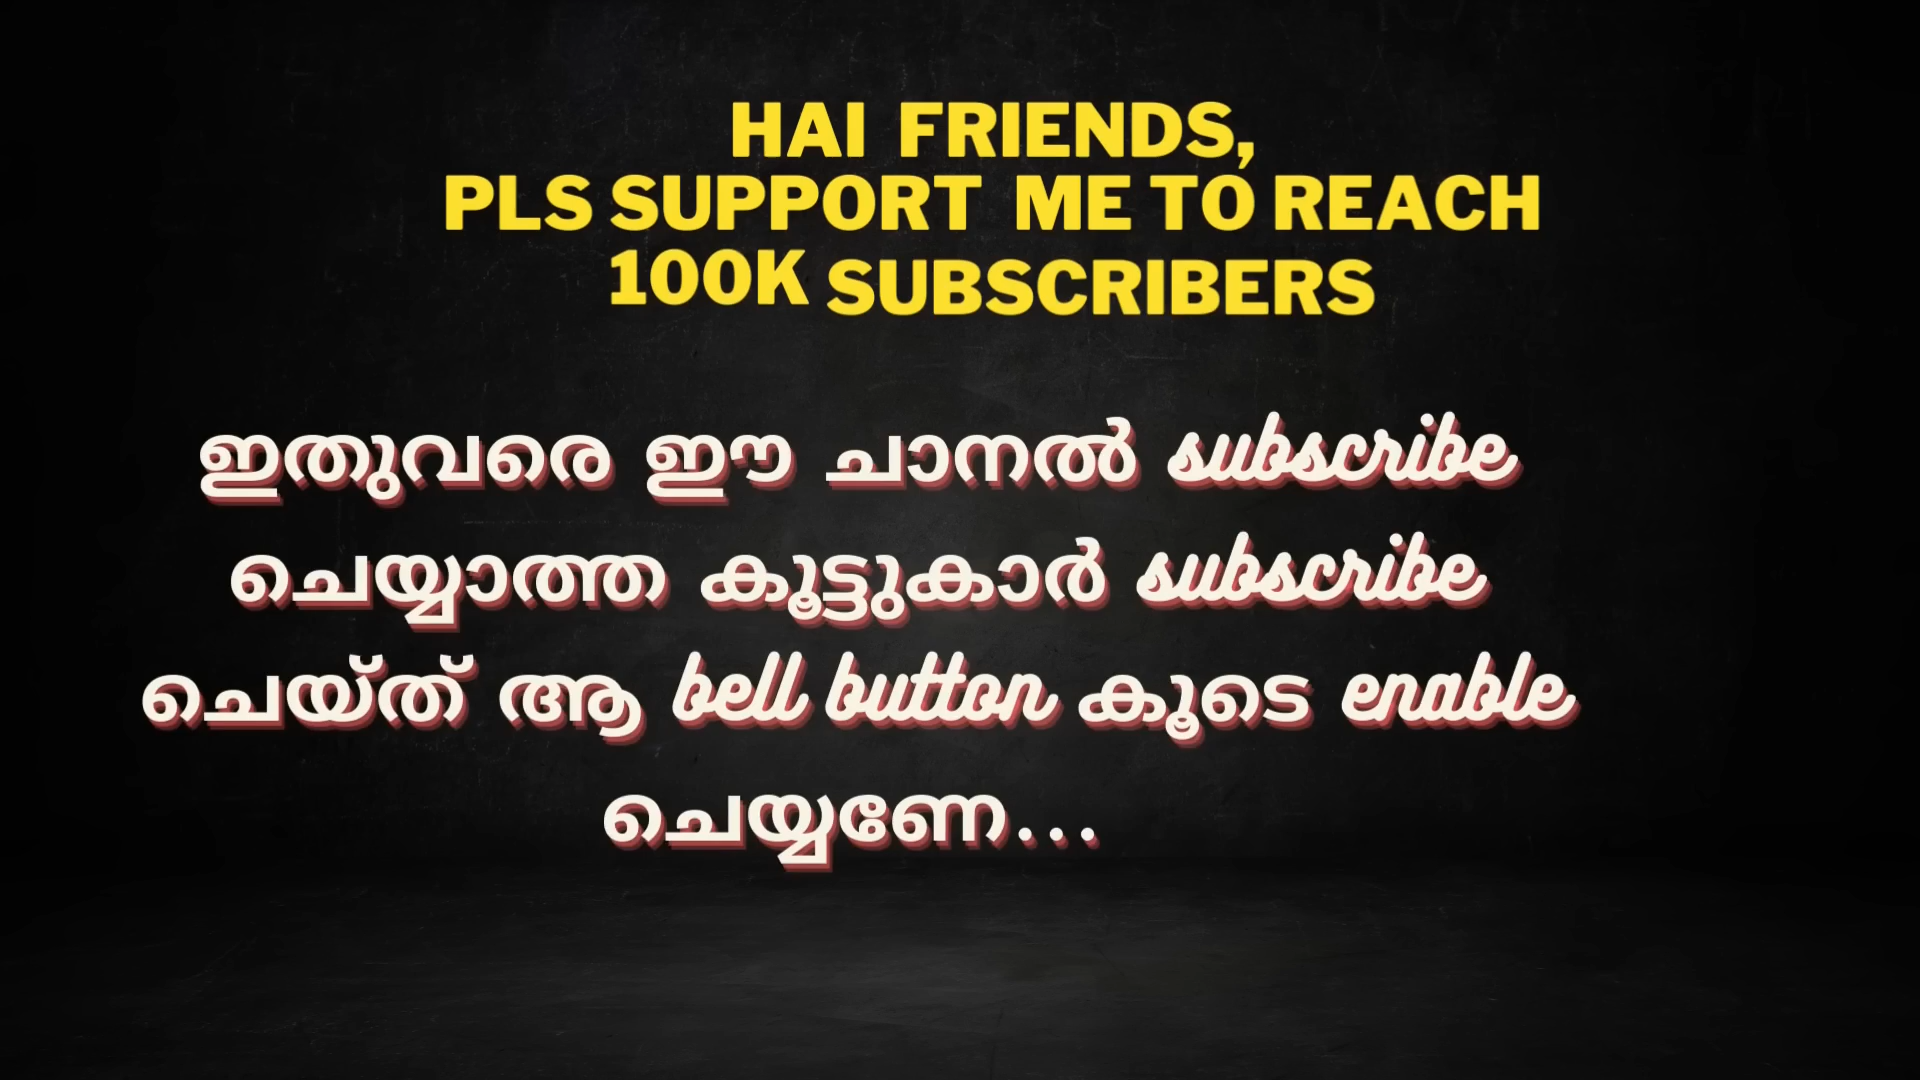 HAI FRIENDS,
PLS SUPPORT ME TO REACH
100K SUBSCRIBERS
ഇതുവരെ ഈ ചാനൽ subscribe
ചെയ്യാത്ത കൂട്ടുകാർ subscribe
ചെയ്ത് ആ bell button കൂടെ enable
ചെയ്യണേ...